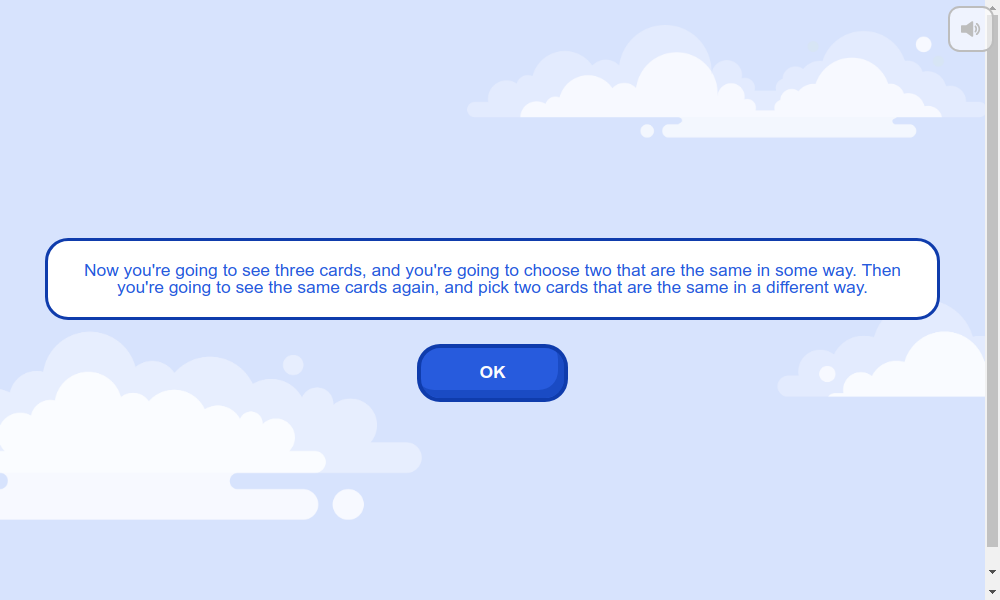 Now you're going to see three cards, and you're going to choose two that are the same in some way. Then
you're going to see the same cards again, and pick two cards that are the same in a different way.
OK